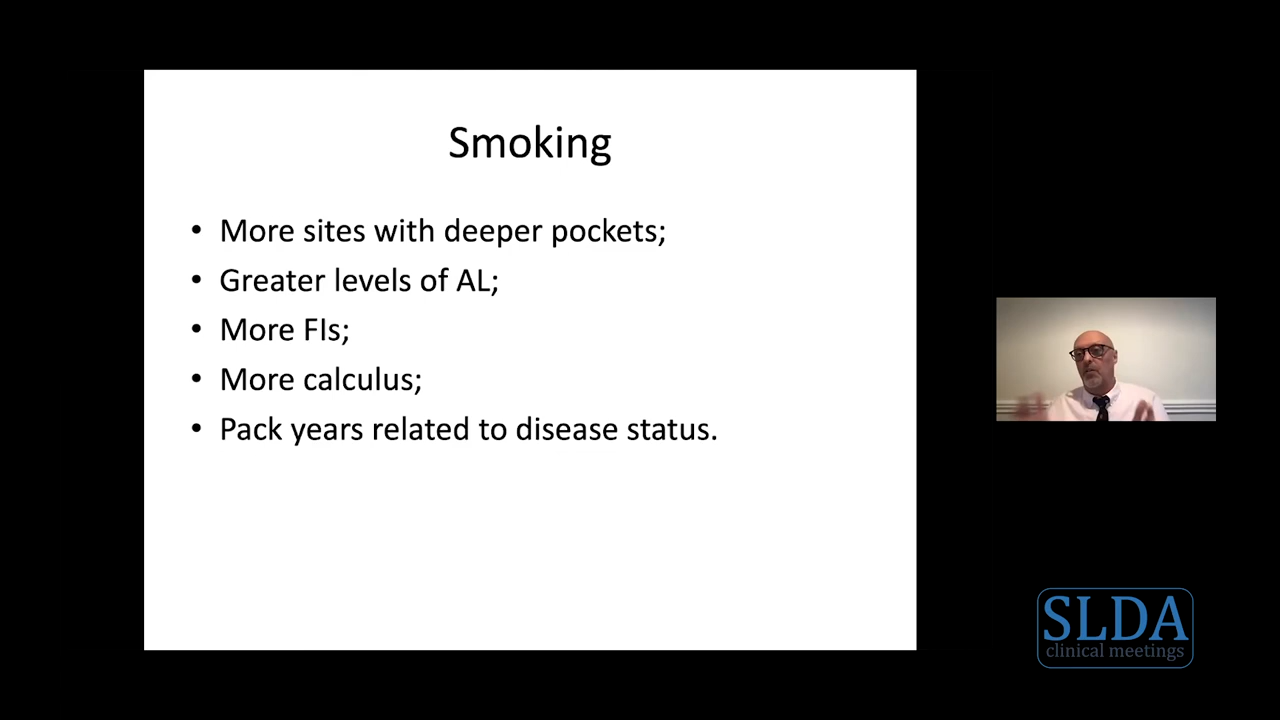 Smoking
• More sites with deeper pockets;
• Greater levels of AL;
• More FIs;
• More calculus;
• Pack years related to disease status.
SLDA
clinical meetings